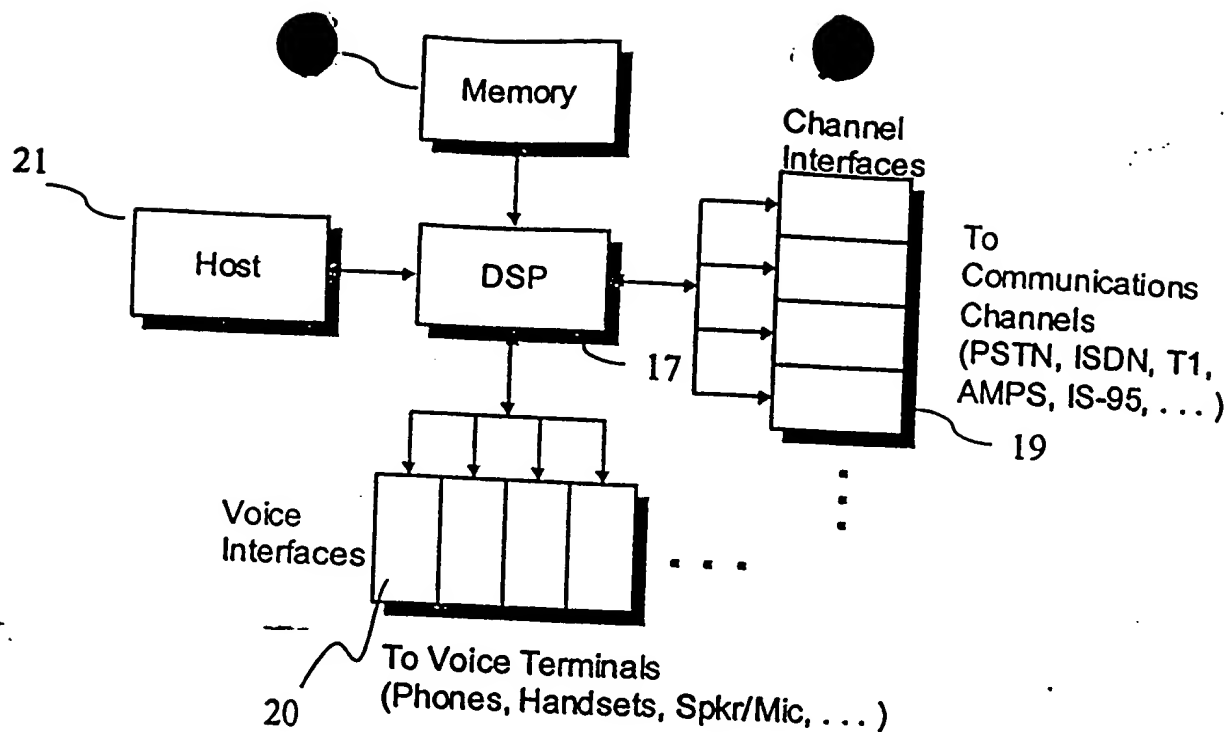 Memory
Channel
Interfaces
21
Host
DSP
17
To
Communications
Channels
(PSTN, ISDN, T1,
AMPS, IS-95, . . . )
19
Voice
Interfaces
20
To Voice Terminals
(Phones, Handsets, Spkr/Mic, . . . )